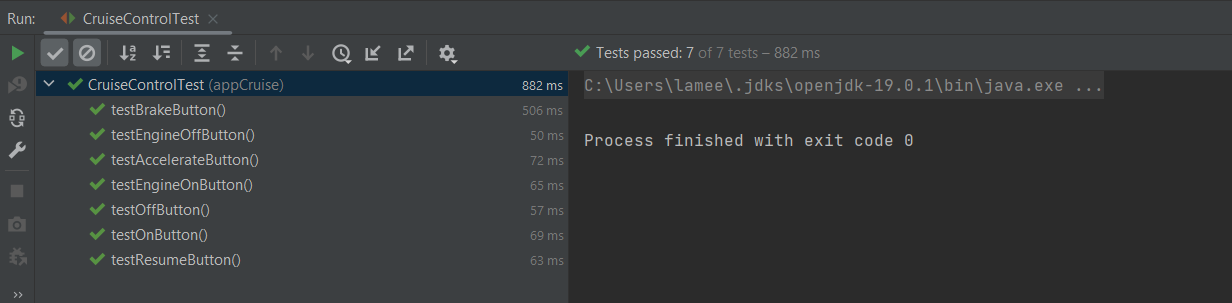 Run: CruiseControlTest
Tests passed: 7 of 7 tests – 882 ms
CruiseControlTest (appCruise) 882 ms
testBrakeButton() 506 ms
testEngineOffButton() 50 ms
testAccelerateButton() 72 ms
testEngineOnButton() 65 ms
testOffButton() 57 ms
testOnButton() 69 ms
testResumeButton() 63 ms
C:\Users\lamee\.jdks\openjdk-19.0.1\bin\java.exe ...
Process finished with exit code 0